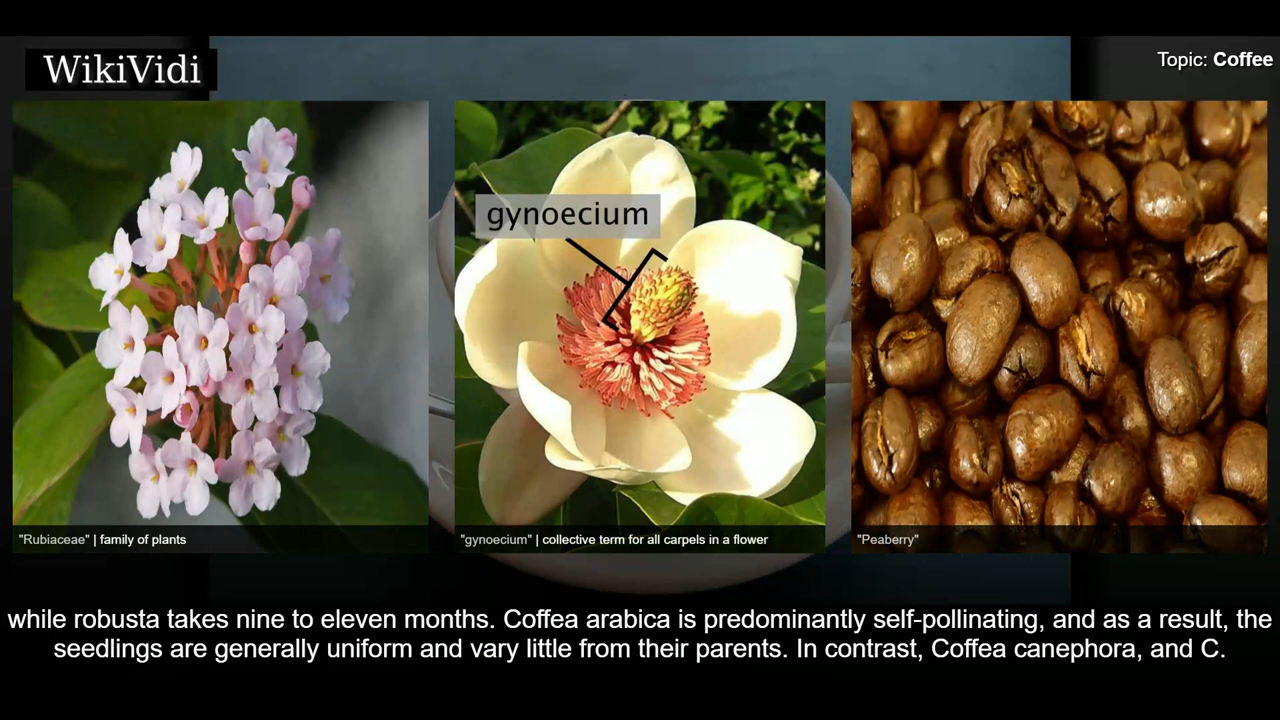 WikiVidi
Topic: Coffee
gynoecium
"Rubiaceae" | family of plants
"gynoecium" | collective term for all carpels in a flower
"Peaberry"
while robusta takes nine to eleven months. Coffea arabica is predominantly self-pollinating, and as a result, the
seedlings are generally uniform and vary little from their parents. In contrast, Coffea canephora, and C.